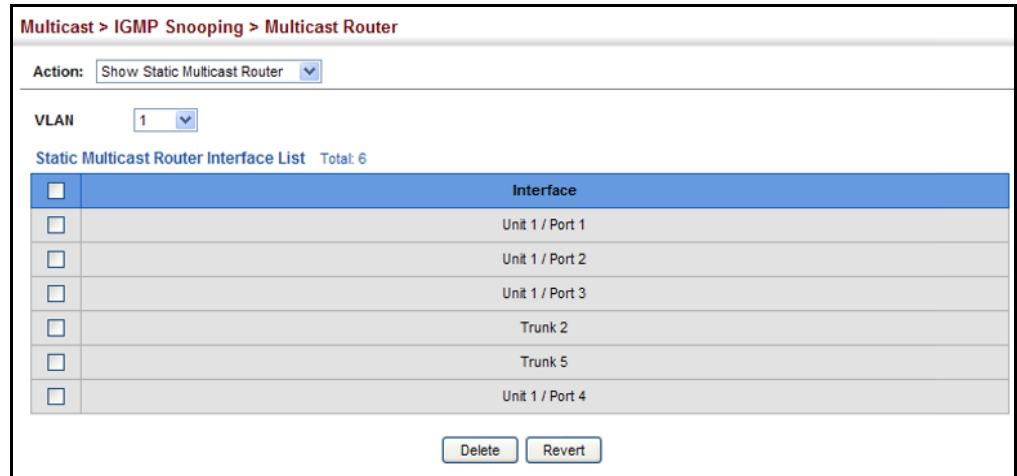 Multicast > IGMP Snooping > Multicast Router
Action: Show Static Multicast Router
VLAN 1
Static Multicast Router Interface List Total: 6
Interface
Unit 1 / Port 1
Unit 1 / Port 2
Unit 1 / Port 3
Trunk 2
Trunk 5
Unit 1 / Port 4
Delete Revert